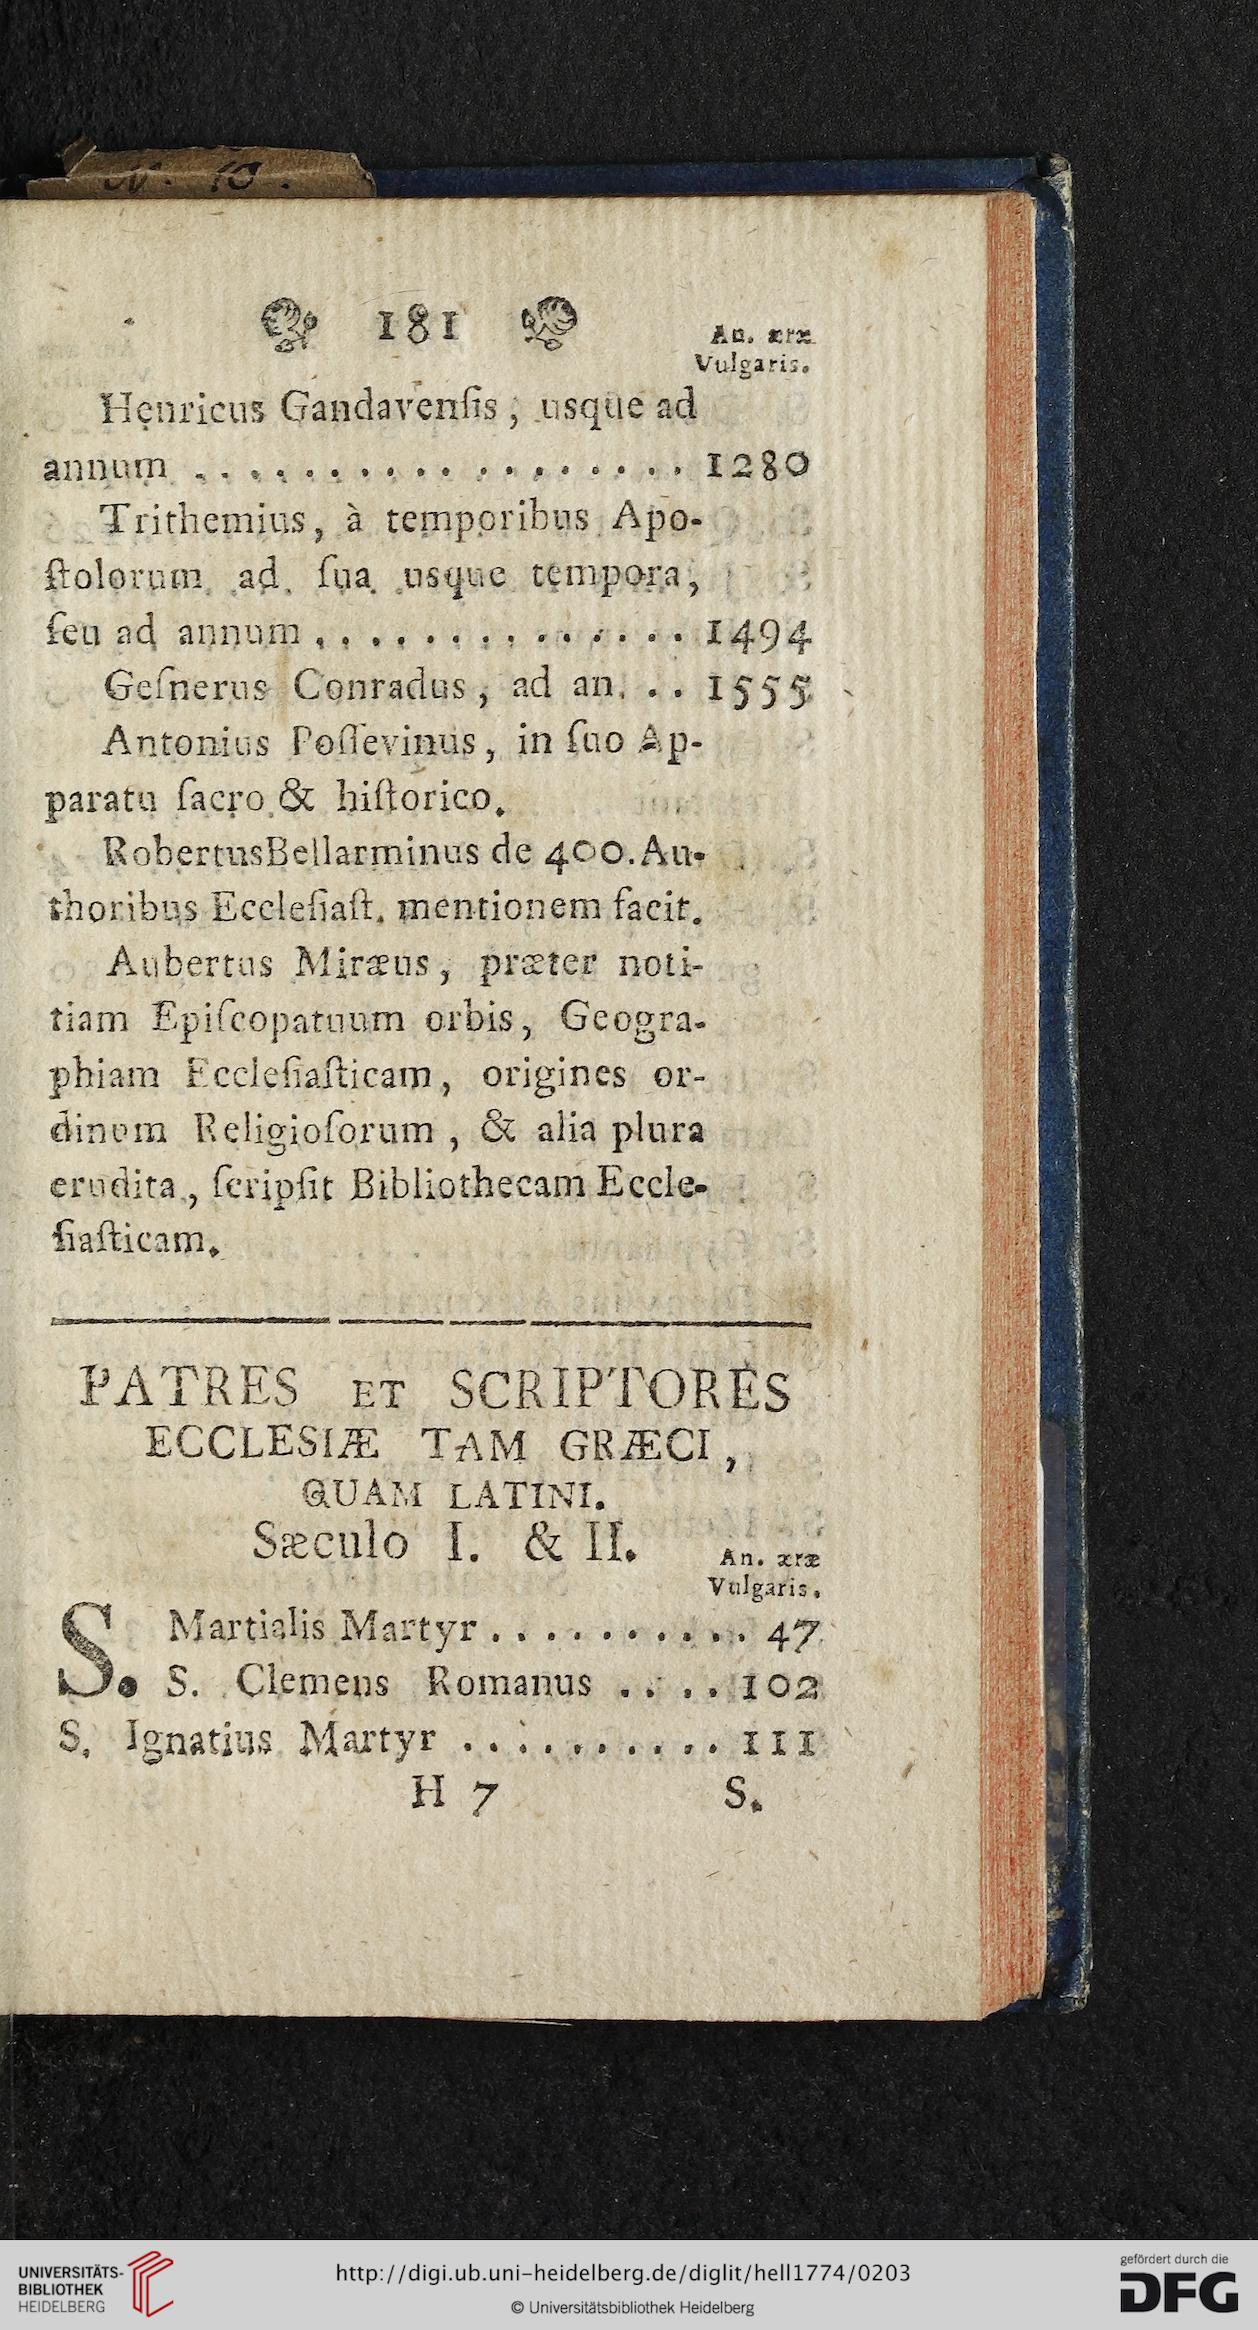 N. 10.
181
An. æræ
Vulgaris.
Henricus Gandavenſis, usque ad
annum . . . . . . . . . . . . . . . . . . 1280
Trithemius, à temporibus Apo-
ſtolorum ad ſua usque tempora,
ſeu ad annum . . . . . . . . . . . . . . 1494
Geſnerus Conradus, ad an. . . 1555
Antonius Poſſevinus, in ſuo Ap-
paratu ſacro & hiſtorico.
RobertusBellarminus de 400. Au-
thoribus Eccleſiaſt. mentionem facit.
Aubertus Miræus, præter noti-
tiam Epiſcopatuum orbis, Geogra-
phiam Eccleſiaſticam, origines or-
dinum Religioſorum, & alia plura
erudita, ſcripſit Bibliothecam Eccle-
ſiaſticam.
PATRES ET SCRIPTORES
ECCLESIÆ TAM GRÆCI,
QUAM LATINI.
Sæculo I. & II.
An. æræ
Vulgaris.
S. Martialis Martyr . . . . . . . . . . 47
S. Clemens Romanus . . . . 102
S. Ignatius Martyr . . . . . . . . . . 111
H 7 S.
UNIVERSITÄTS-
BIBLIOTHEK
HEIDELBERG
http://digi.ub.uni-heidelberg.de/diglit/hell1774/0203
© Universitätsbibliothek Heidelberg
gefördert durch die
DFG